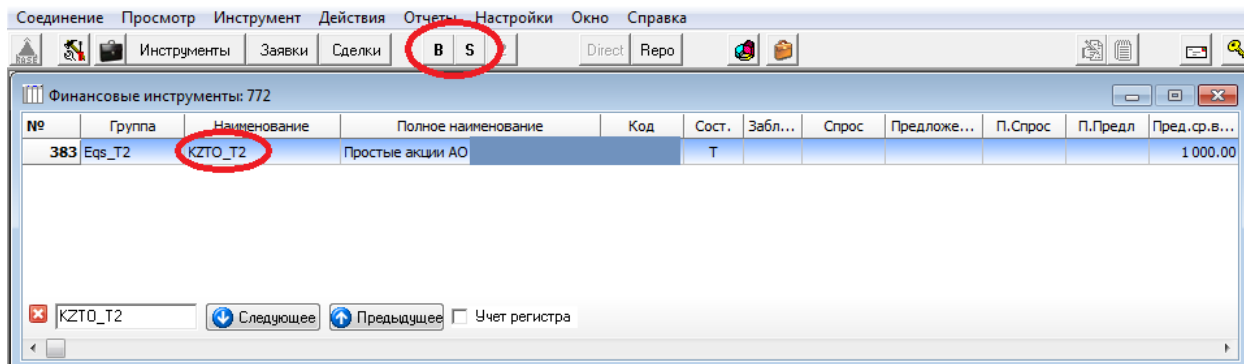 Соединение Просмотр Инструмент Действия Отчеты Настройки Окно Справка
BASE Инструменты Заявки Сделки B S Direct Repo
Финансовые инструменты: 772
№ Группа Наименование Полное наименование Код Сост. Забл... Спрос Предложе... П.Спрос П.Предл Пред.ср.в...
383 Eqs_T2 KZTO_T2 Простые акции АО T 1 000.00
KZTO_T2 Следующее Предыдущее Учет регистра